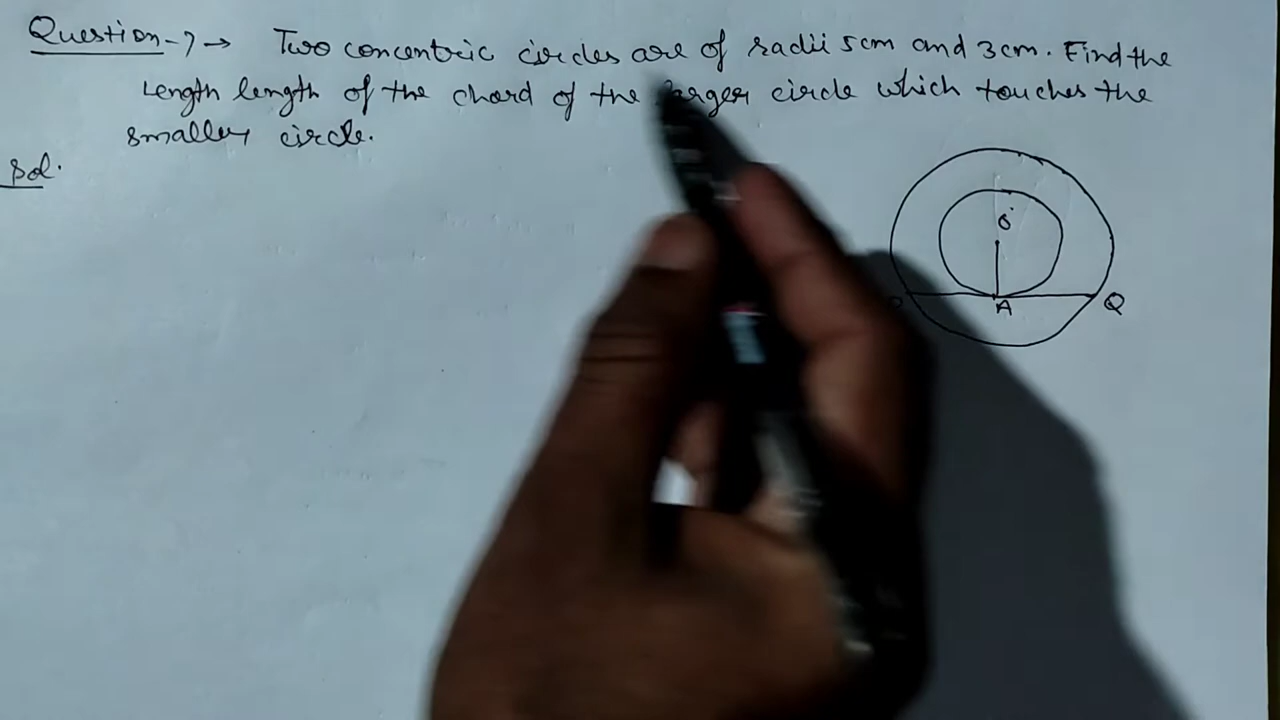 Question-7→ Two concentric circles are of radii 5cm and 3cm. Find the
Length length of the chord of the larger circle which touches the
smaller circle.
Sol.
O
A Q